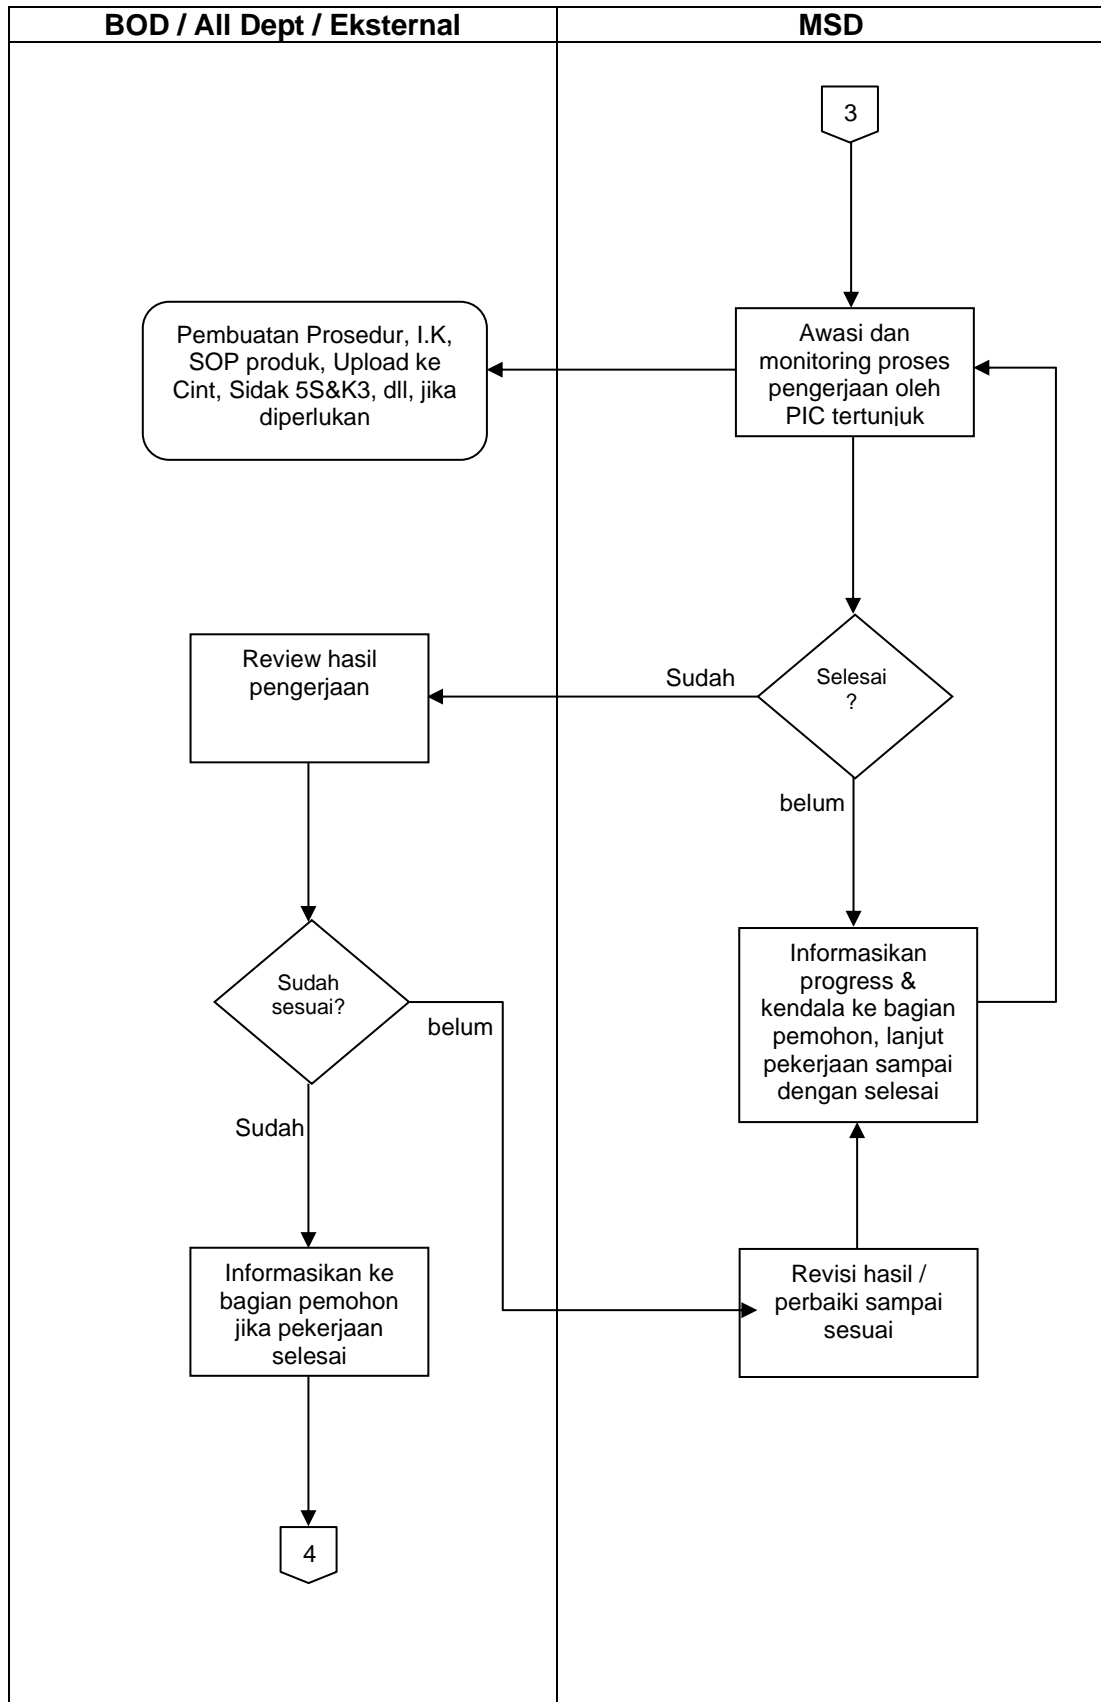 BOD / All Dept / Eksternal
MSD
3
Pembuatan Prosedur, I.K,
SOP produk, Upload ke
Cint, Sidak 5S&K3, dll, jika
diperlukan
Awasi dan
monitoring proses
pengerjaan oleh
PIC tertunjuk
Review hasil
pengerjaan
Sudah
Selesai
?
belum
Sudah
sesuai?
belum
Informasikan
progress &
kendala ke bagian
pemohon, lanjut
pekerjaan sampai
dengan selesai
Sudah
Informasikan ke
bagian pemohon
jika pekerjaan
selesai
Revisi hasil /
perbaiki sampai
sesuai
4